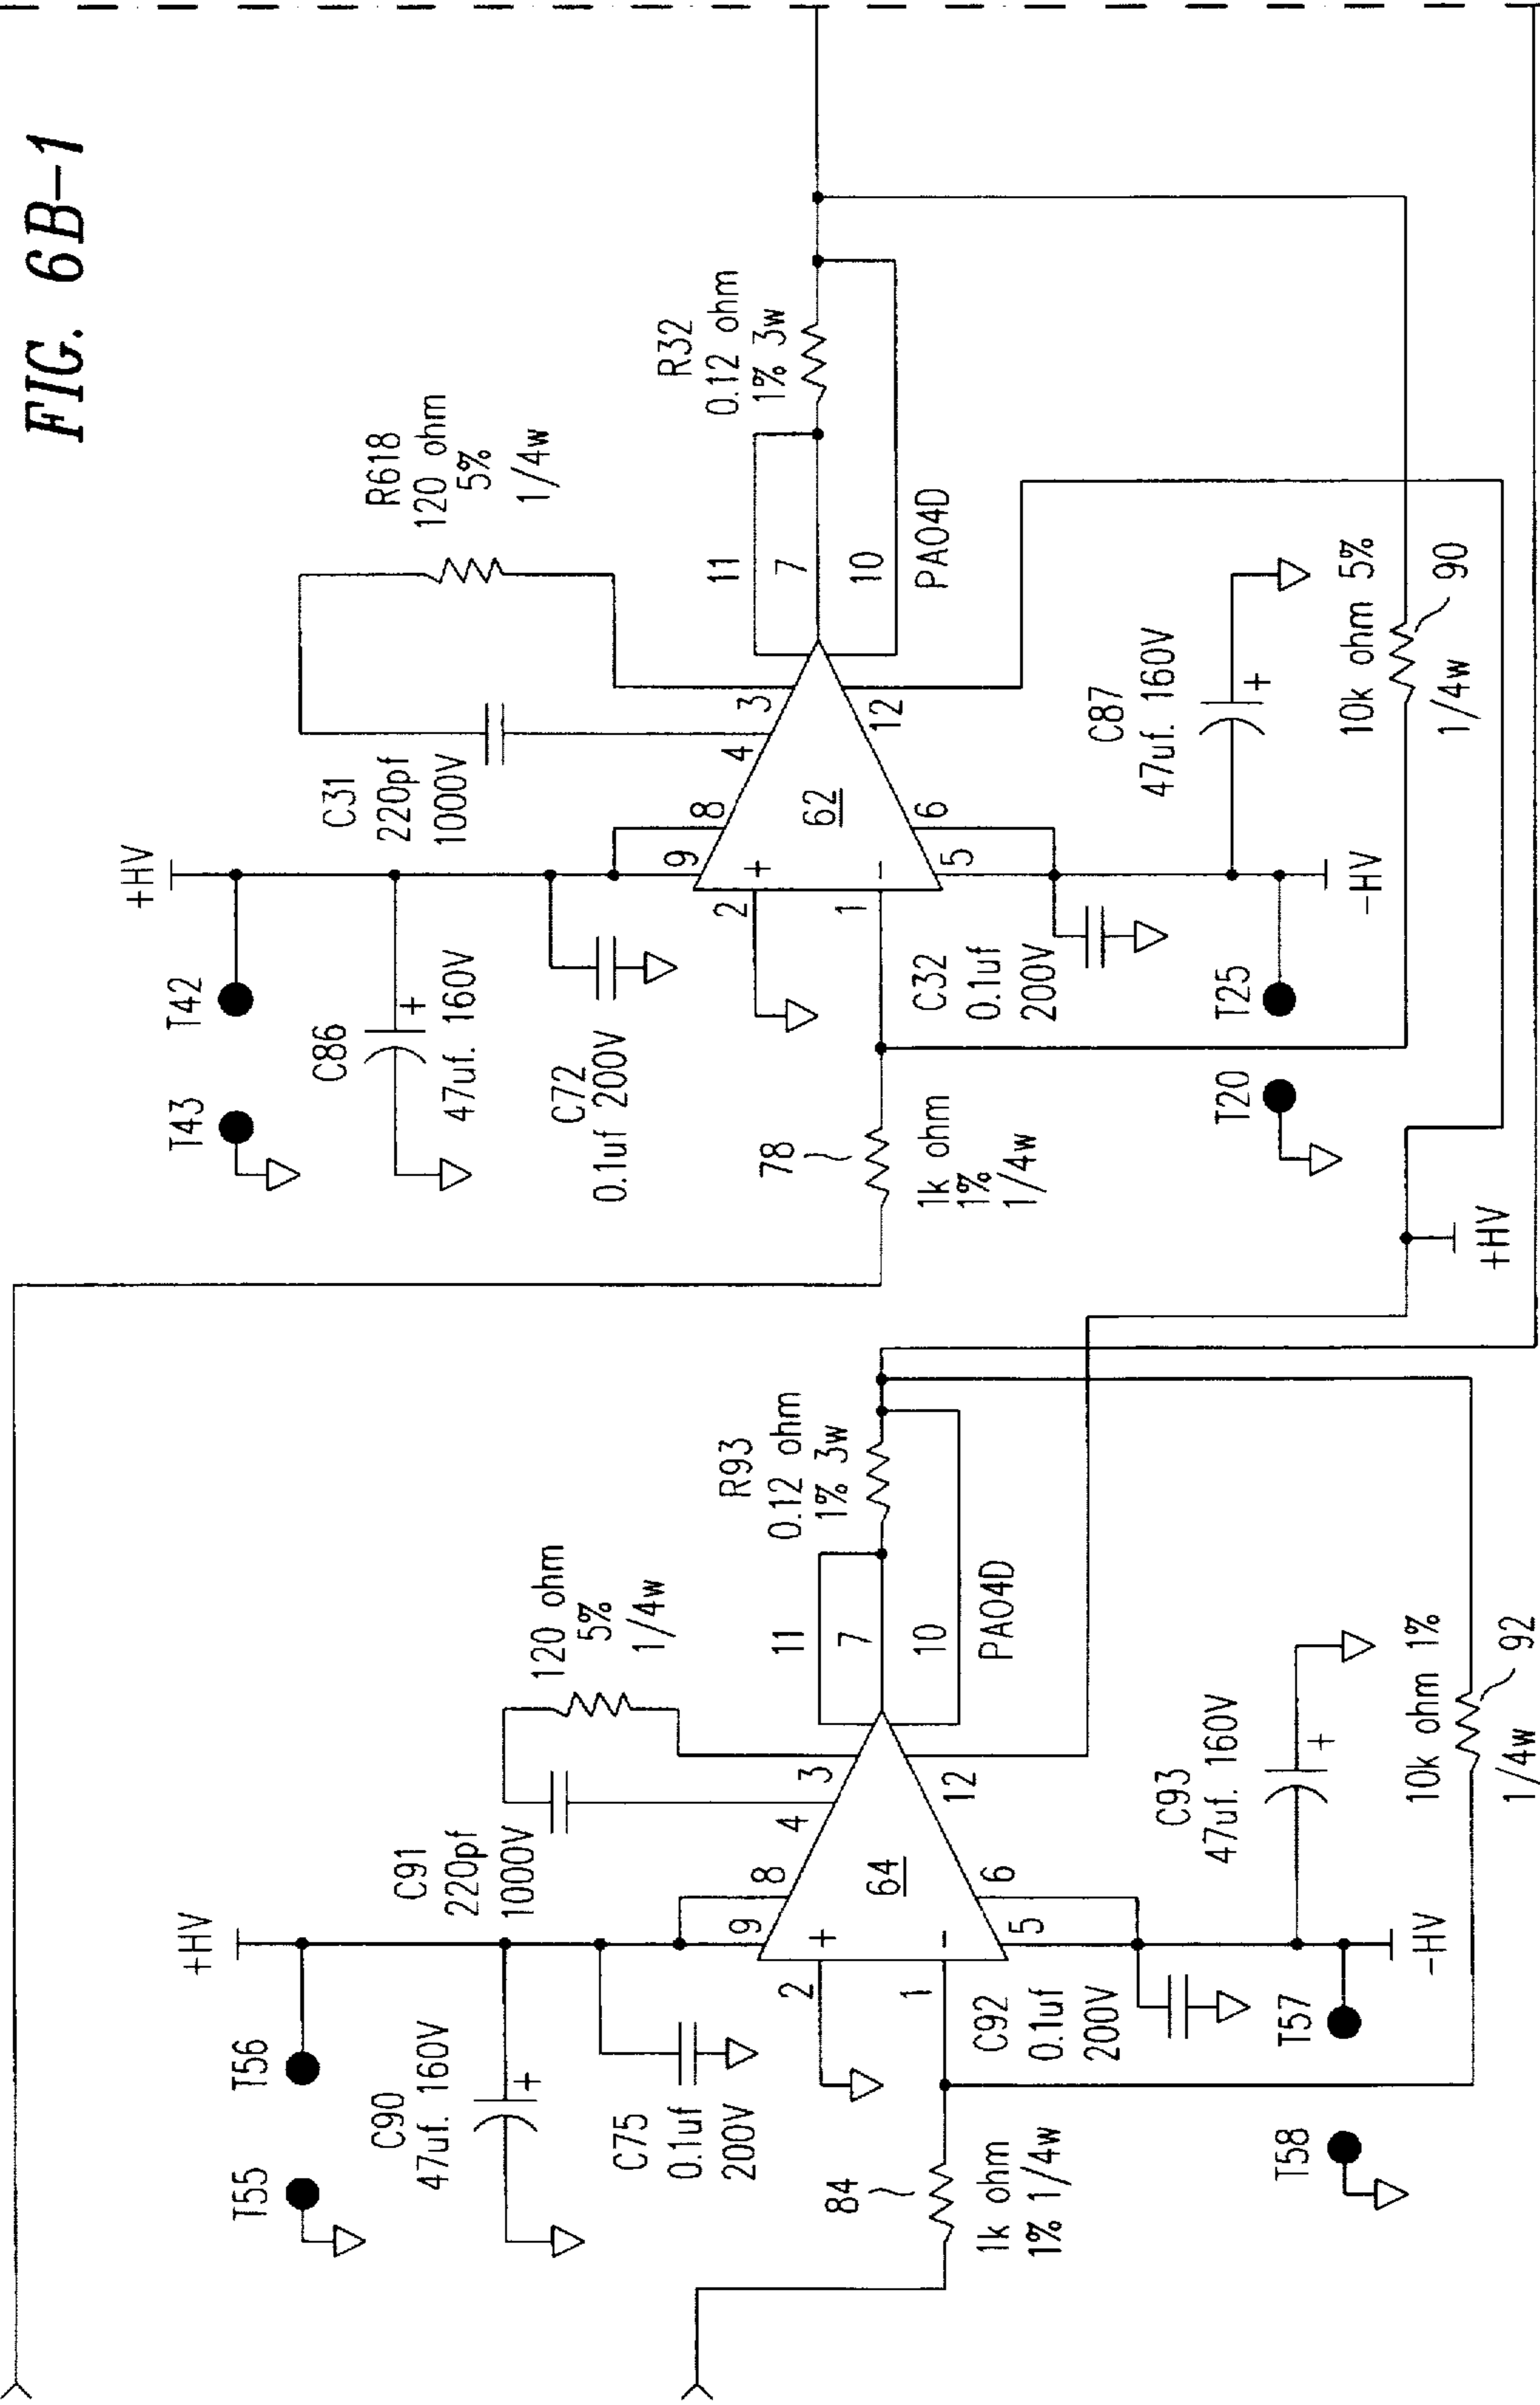 FIG. 6B-1
+HV
T43
T42
C86
47uf. 160V
C72
0.1uf 200V
C31
220pf
1000V
R618
120 ohm
5%
1/4w
9
8
4
3
2
+
62
1
-
5
6
12
11
7
10
PA04D
R32
0.12 ohm
1% 3w
78
1k ohm
1%
1/4w
C32
0.1uf
200V
C87
47uf. 160V
+
T20
T25
-HV
10k ohm 5%
1/4w
90
+HV
+HV
T55
T56
C90
47uf. 160V
+
C75
0.1uf
200V
C91
220pf
1000V
120 ohm
5%
1/4w
9
8
4
3
2
+
64
1
-
5
6
12
11
7
10
PA04D
R93
0.12 ohm
1% 3w
84
1k ohm
1% 1/4w
C92
0.1uf
200V
C93
47uf. 160V
+
T58
T57
-HV
10k ohm 1%
1/4w
92
+